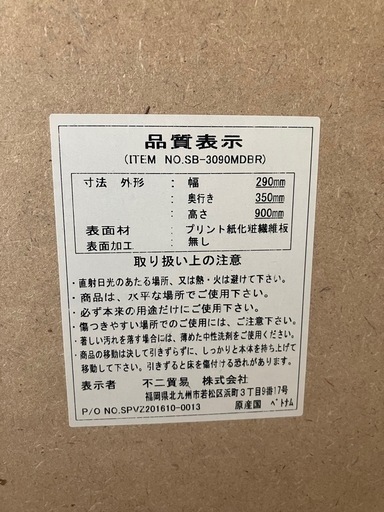 品質表示
(ITEM NO.SB-3090MDBR)
寸法 外形 : 幅 290mm
: 奥行き 350mm
: 高さ 900mm
表面材 : プリント紙化粧繊維板
表面加工 : 無し
取り扱い上の注意
・直射日光のあたる場所、又は熱・火は避けて下さい。
・商品は、水平な場所でご使用下さい。
・必ず本来の用途だけにご使用下さい。
・傷つきやすい場所でのご使用には、ご注意下さい。
・著しい汚れを落す場合には、薄めた中性洗剤をご使用ください。
・商品の移動は決して引きずらずに、しっかりと本体を持ち上げて
移動して下さい。引きずると床を傷付ける恐れがあります。
表示者 不二貿易 株式会社
福岡県北九州市若松区浜町3丁目9番17号
P/O NO.SPVZ201610-0013 原産国 ベトナム